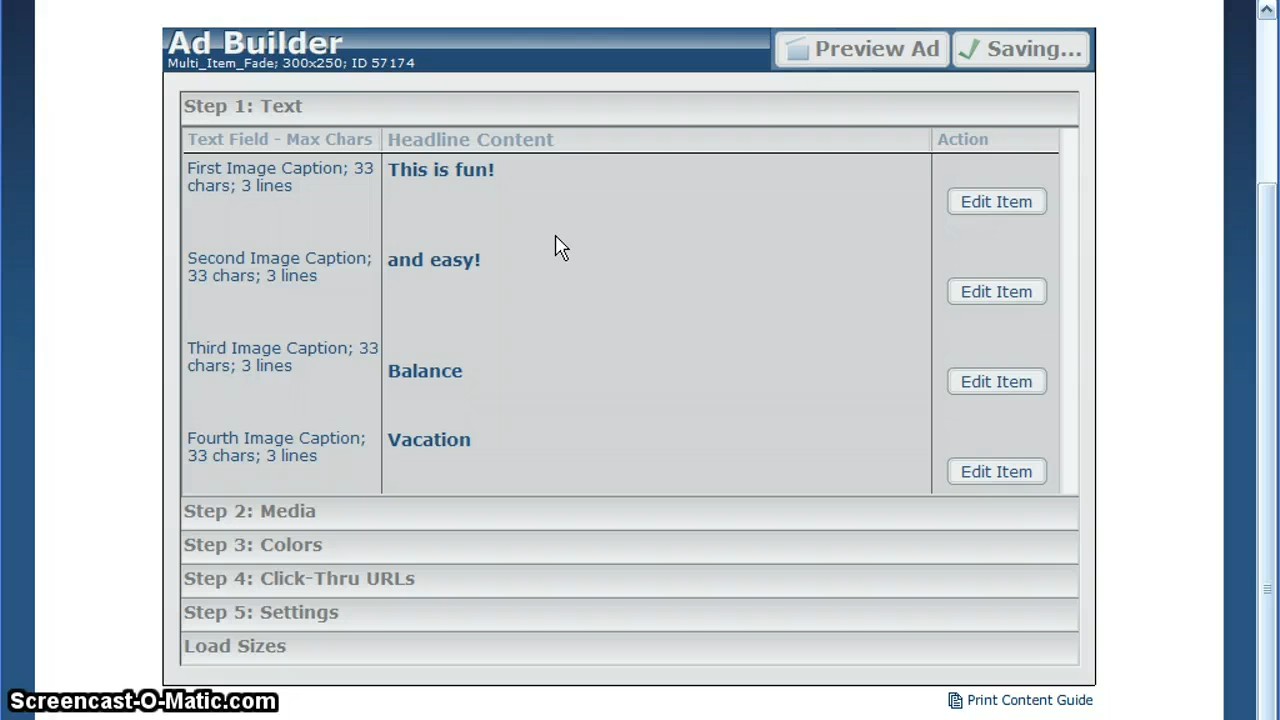 Ad Builder
Multi_Item_Fade; 300x250; ID 57174
Preview Ad
Saving...
Step 1: Text
Text Field - Max Chars
Headline Content
Action
First Image Caption; 33
chars; 3 lines
This is fun!
Edit Item
Second Image Caption;
33 chars; 3 lines
and easy!
Edit Item
Third Image Caption; 33
chars; 3 lines
Balance
Edit Item
Fourth Image Caption;
33 chars; 3 lines
Vacation
Edit Item
Step 2: Media
Step 3: Colors
Step 4: Click-Thru URLs
Step 5: Settings
Load Sizes
Screencast-O-Matic.com
Print Content Guide